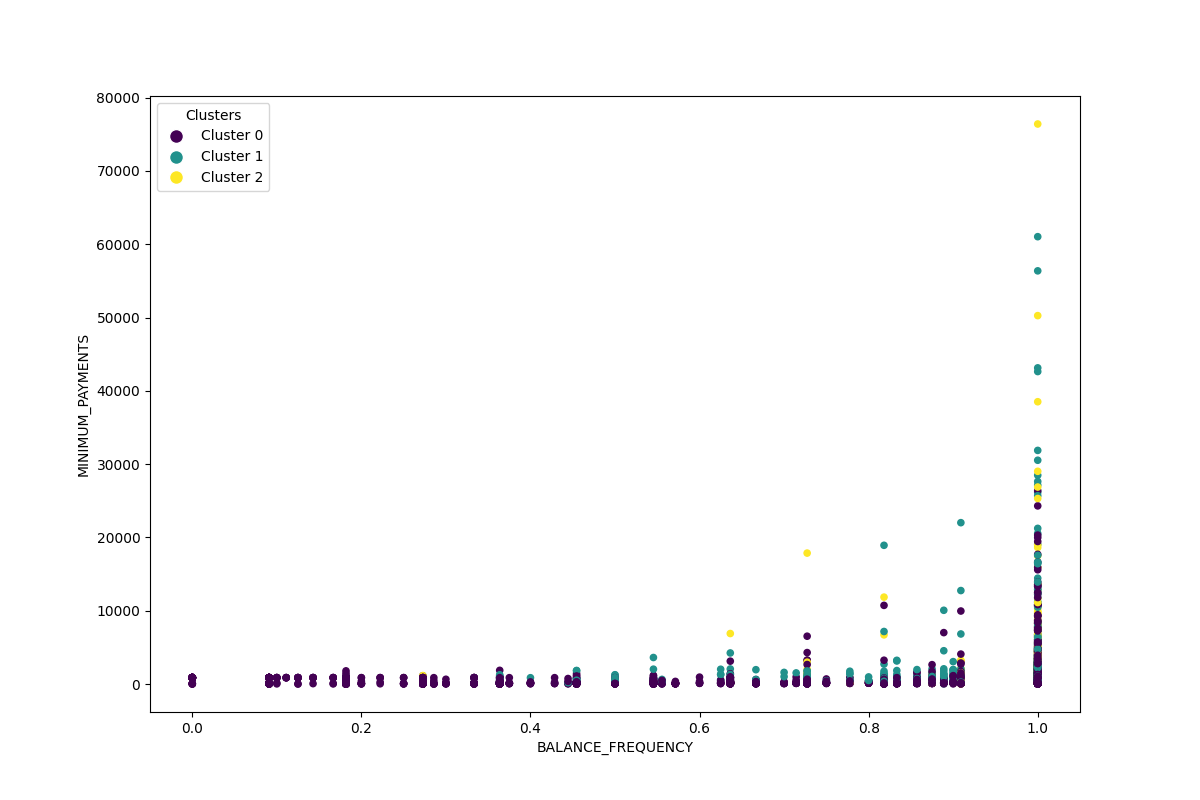 Clusters
Cluster 0
Cluster 1
Cluster 2
80000
70000
60000
50000
40000
30000
20000
10000
0
MINIMUM_PAYMENTS
0.0 0.2 0.4 0.6 0.8 1.0
BALANCE_FREQUENCY